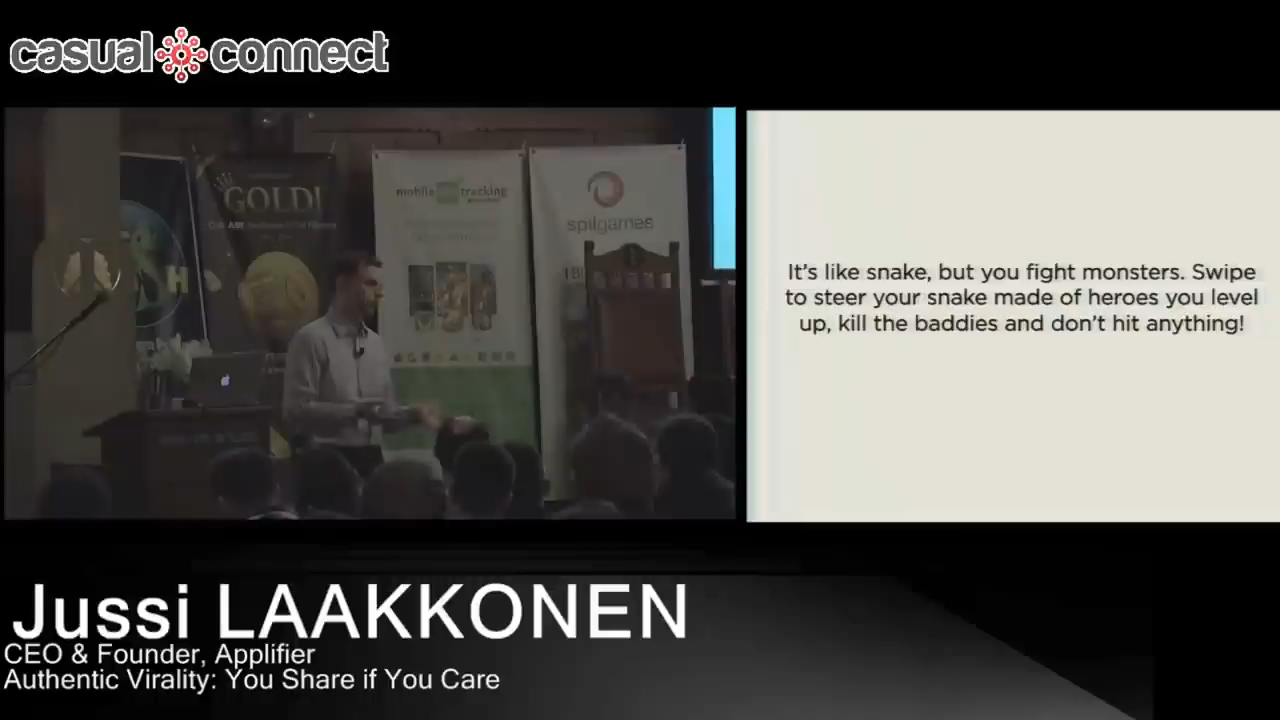 casual connect
GOLD!
mobile app tracking
spilgames
It's like snake, but you fight monsters. Swipe
to steer your snake made of heroes you level
up, kill the baddies and don't hit anything!
Jussi LAAKKONEN
CEO & Founder, Applifier
Authentic Virality: You Share if You Care